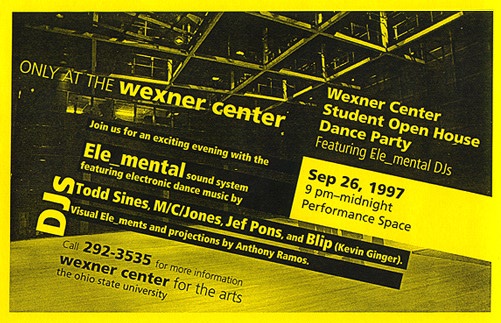 ONLY AT THE wexner center
Join us for an exciting evening with the
Ele_mental sound system
featuring electronic dance music by
DJs
Todd Sines, M/C/Jones, Jef Pons, and Blip (Kevin Ginger).
Visual Ele_ments and projections by Anthony Ramos.
Call 292-3535 for more information
wexner center for the arts
the ohio state university
Wexner Center
Student Open House
Dance Party
Featuring Ele_mental DJs
Sep 26, 1997
9 pm–midnight
Performance Space